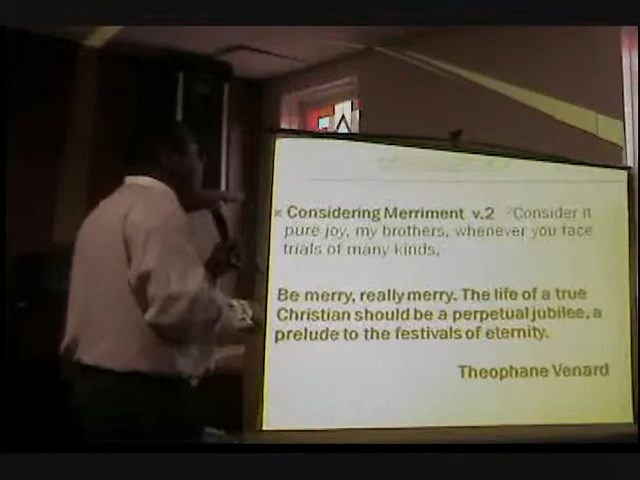 Considering Merriment v.2 "Consider it
pure joy, my brothers, whenever you face
trials of many kinds,
Be merry, really merry. The life of a true
Christian should be a perpetual jubilee, a
prelude to the festivals of eternity.
Theophane Venard